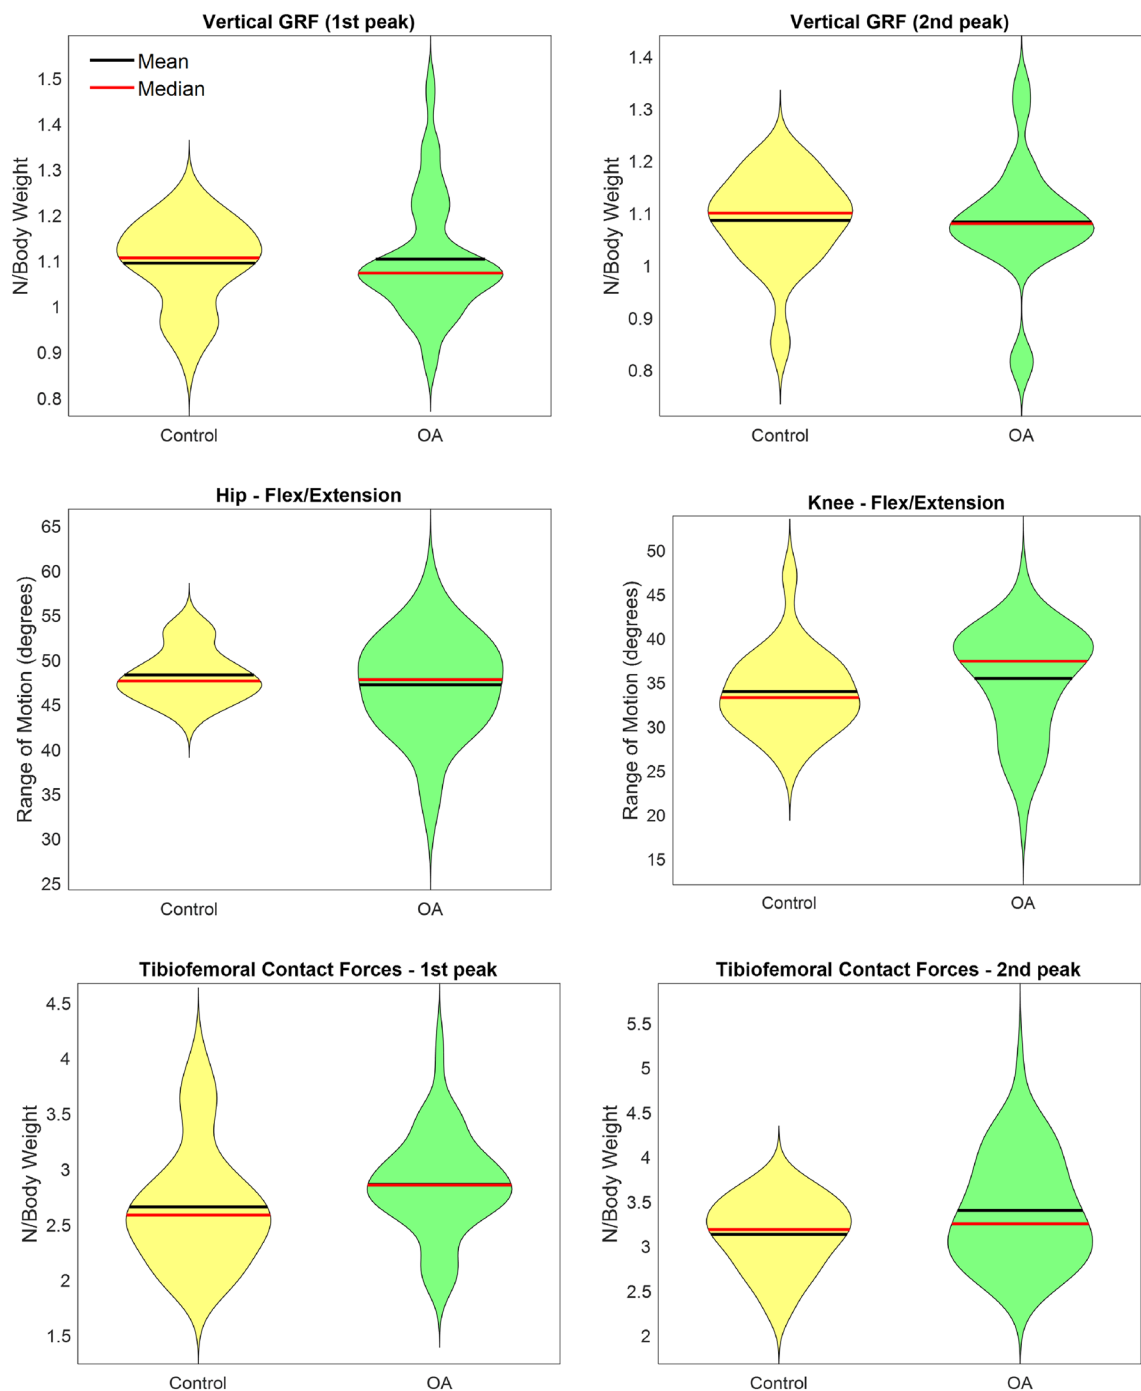 Vertical GRF (1st peak)
Mean
Median
1.5
1.4
1.3
1.2
1.1
1
0.9
0.8
N/Body Weight
Control OA
Vertical GRF (2nd peak)
1.4
1.3
1.2
1.1
1
0.9
0.8
N/Body Weight
Control OA
Hip - Flex/Extension
65
60
55
50
45
40
35
30
25
Range of Motion (degrees)
Control OA
Knee - Flex/Extension
50
45
40
35
30
25
20
15
Range of Motion (degrees)
Control OA
Tibiofemoral Contact Forces - 1st peak
4.5
4
3.5
3
2.5
2
1.5
N/Body Weight
Control OA
Tibiofemoral Contact Forces - 2nd peak
5.5
5
4.5
4
3.5
3
2.5
2
N/Body Weight
Control OA